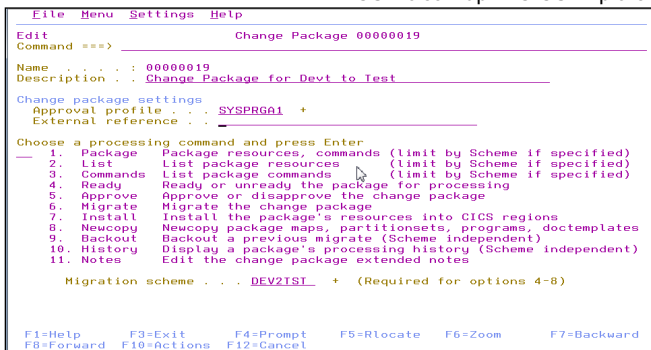 File  Menu  Settings  Help
Edit                    Change Package 00000019
Command ===>
Name . . . . : 00000019
Description . . Change Package for Devt to Test
Change package settings
Approval profile . . . SYSPRGA1 +
External reference . .
Choose a processing command and press Enter
1. Package Package resources, commands (limit by Scheme if specified)
2. List List package resources (limit by Scheme if specified)
3. Commands List package commands (limit by Scheme if specified)
4. Ready Ready or unready the package for processing
5. Approve Approve or disapprove the change package
6. Migrate Migrate the change package
7. Install Install the package's resources into CICS regions
8. Newcopy Newcopy package maps, partitionsets, programs, doctemplates
9. Backout Backout a previous migrate (Scheme independent)
10. History Display a package's processing history (Scheme independent)
11. Notes Edit the change package extended notes
Migration scheme . . . DEV2TST + (Required for options 4-8)
F1=Help F3=Exit F4=Prompt F5=Rlocate F6=Zoom F7=Backward
F8=Forward F10=Actions F12=Cancel